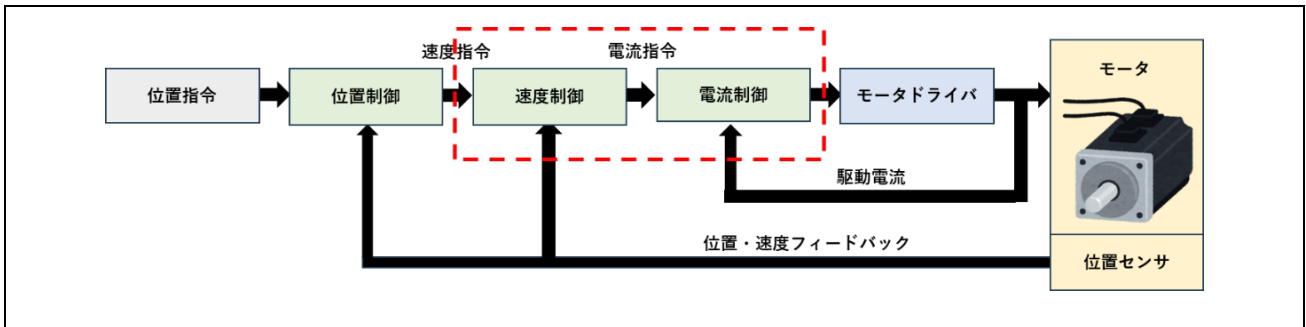 速度指令
電流指令
位置指令
位置制御
速度制御
電流制御
モータドライバ
モータ
駆動電流
位置・速度フィードバック
位置センサ